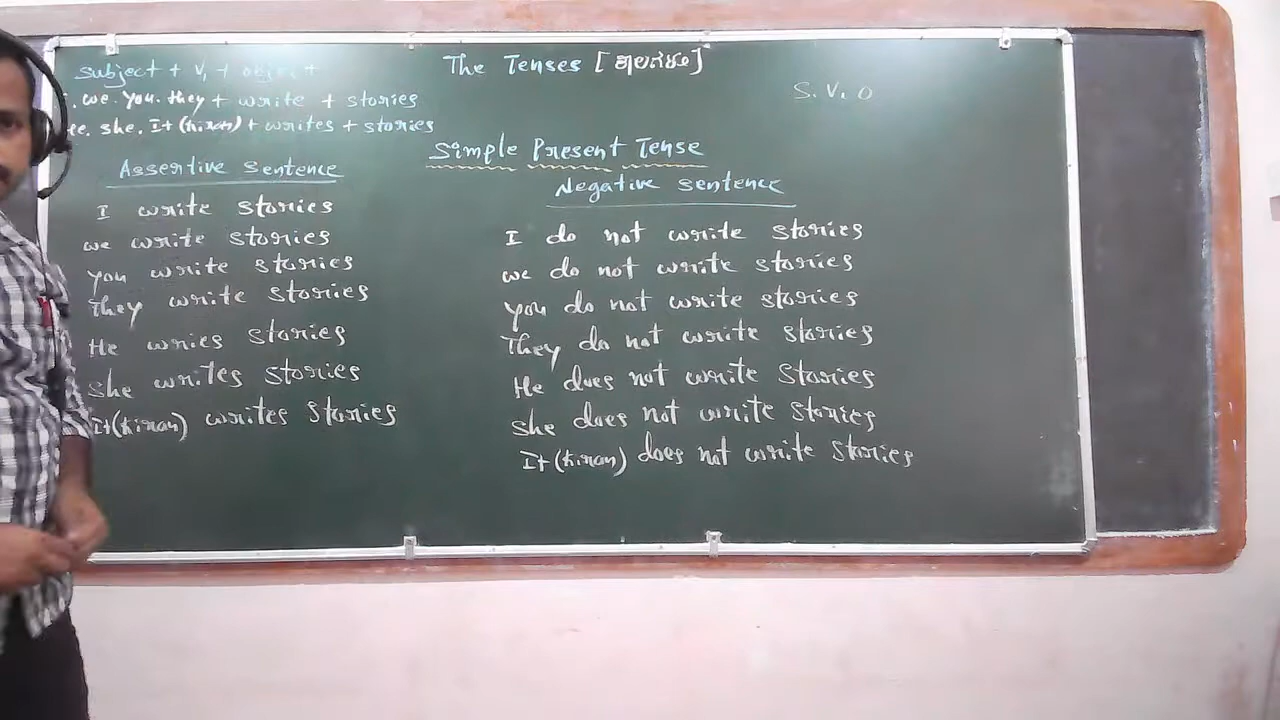 The Tenses [ಕಾಲಗಳು]
subject + V1 + object
we. you. they + write + stories
she. It (kiran) + writes + stories
S. V. O
Simple Present Tense
Assertive sentence
I write stories
we write stories
you write stories
They write stories
He wries stories
she writes stories
It (kiran) writes stories
Negative sentence
I do not write stories
we do not write stories
you do not write stories
They do not write stories
He does not write stories
she does not write stories
It (kiran) does not write stories